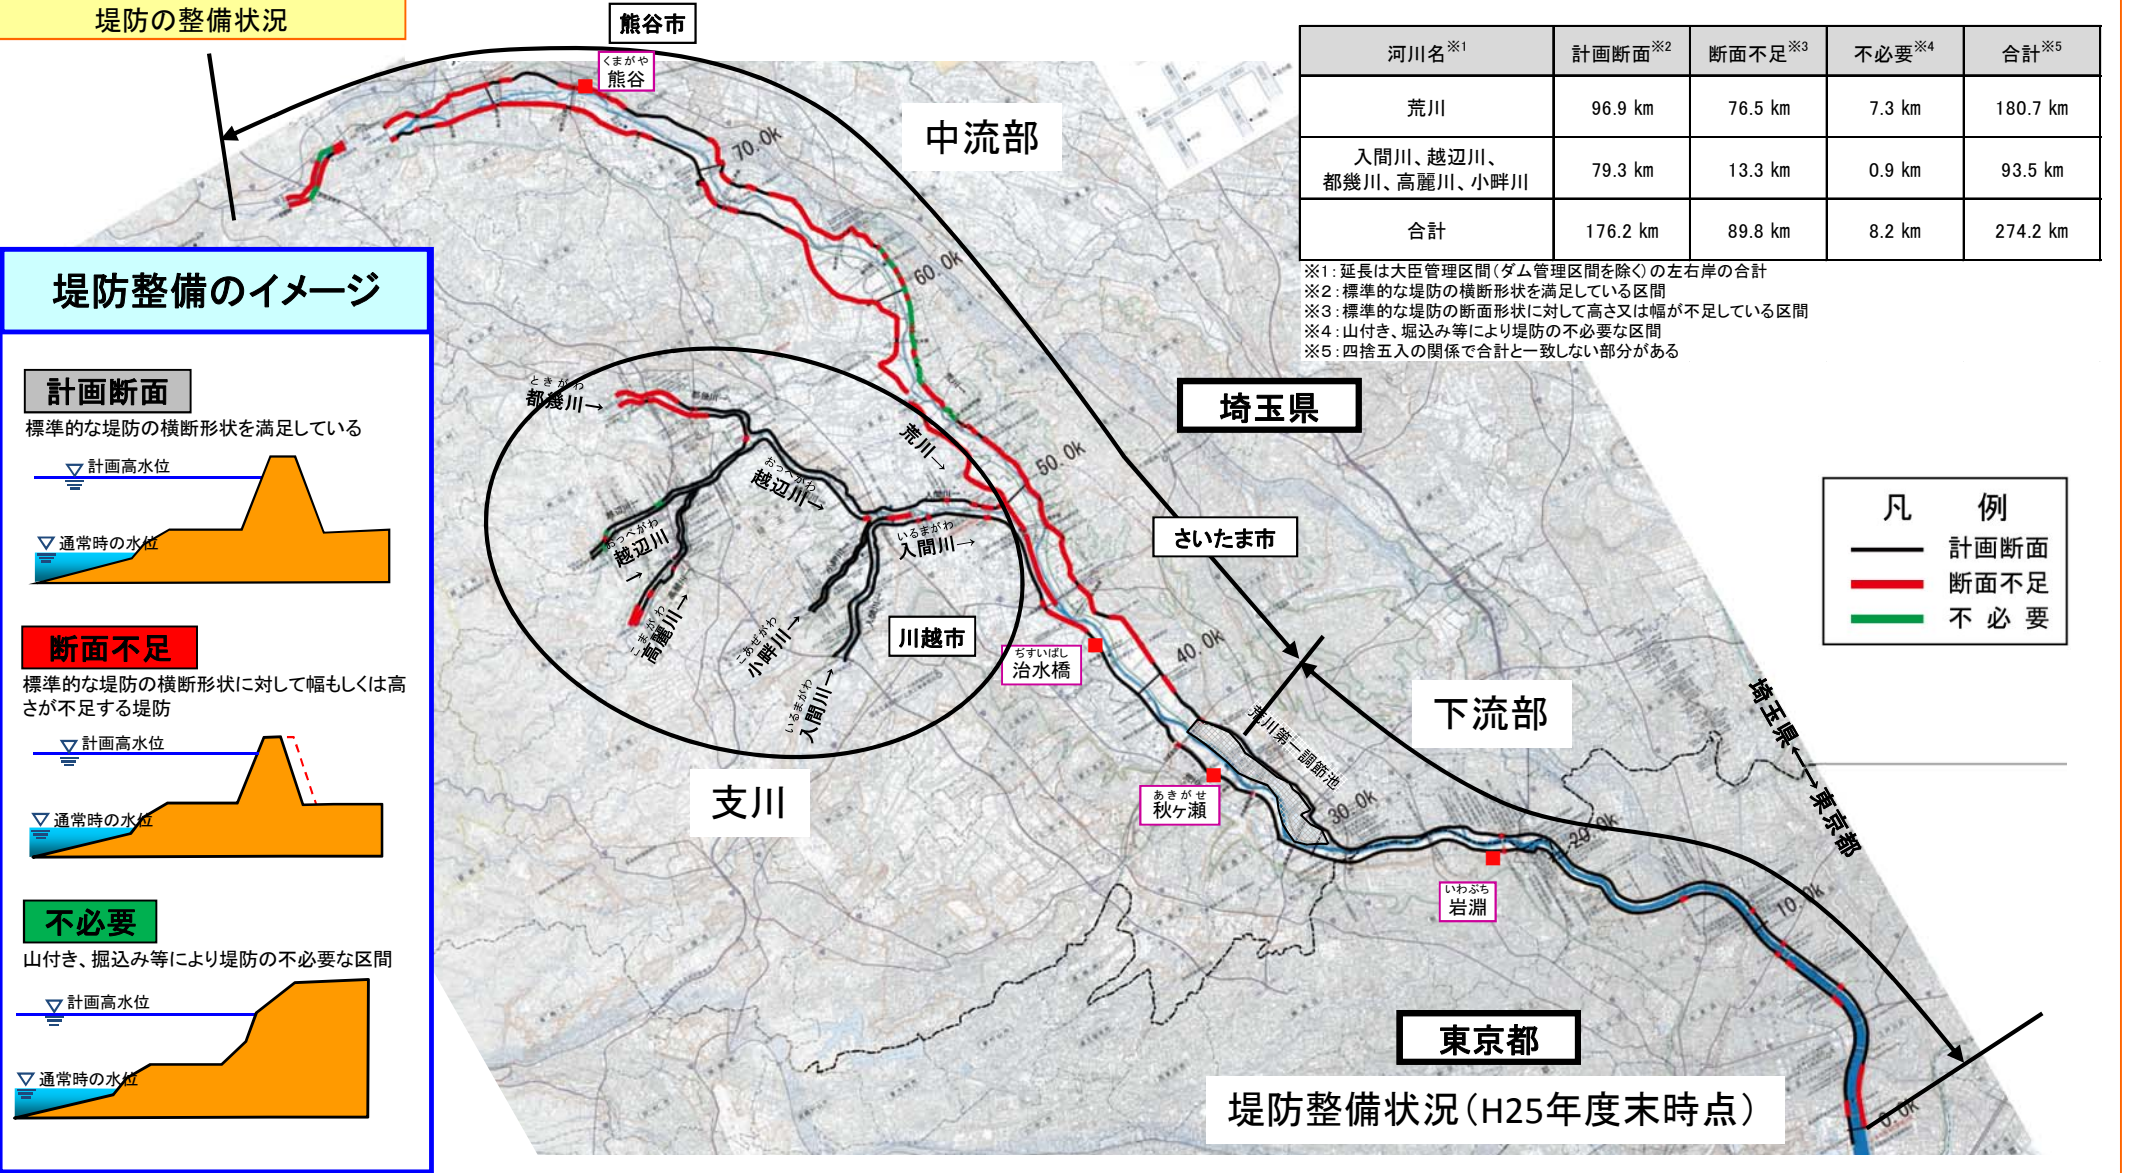 堤防の整備状況
熊谷市
くまがや
熊谷
中流部
70.0k
60.0k
50.0k
40.0k
30.0k
20.0k
10.0k
0.0k
河川名※1 計画断面※2 断面不足※3 不必要※4 合計※5
荒川 96.9 km 76.5 km 7.3 km 180.7 km
入間川、越辺川、
都幾川、高麗川、小畔川 79.3 km 13.3 km 0.9 km 93.5 km
合計 176.2 km 89.8 km 8.2 km 274.2 km
※1：延長は大臣管理区間（ダム管理区間を除く）の左右岸の合計
※2：標準的な堤防の横断形状を満足している区間
※3：標準的な堤防の断面形状に対して高さ又は幅が不足している区間
※4：山付き、堀込み等により堤防の不必要な区間
※5：四捨五入の関係で合計と一致しない部分がある
堤防整備のイメージ
計画断面
標準的な堤防の横断形状を満足している
計画高水位
通常時の水位
断面不足
標準的な堤防の横断形状に対して幅もしくは高
さが不足する堤防
計画高水位
通常時の水位
不必要
山付き、掘込み等により堤防の不必要な区間
計画高水位
通常時の水位
ときがわ
都幾川→
おっぺがわ
越辺川→
荒川→
おっぺがわ
越辺川
→
いるまがわ
入間川→
こまがわ
高麗川→
こあぜがわ
小畔川→
いるまがわ
入間川→
川越市
支川
埼玉県
さいたま市
ぢすいばし
治水橋
あきがせ
秋ヶ瀬
荒川第一調節池
下流部
いわぶち
岩淵
埼玉県←→東京都
凡 例
計画断面
断面不足
不必要
東京都
堤防整備状況（H25年度末時点）